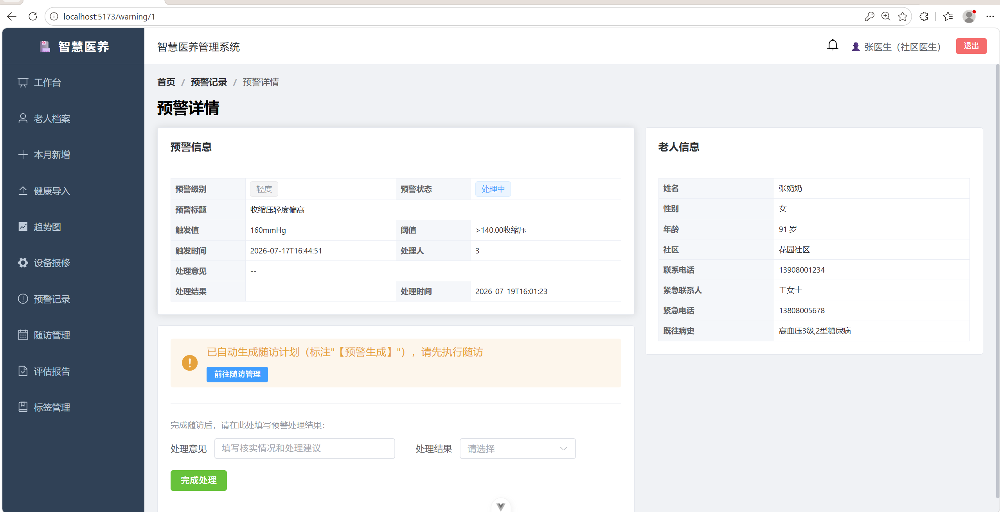 localhost:5173/warning/1
智慧医养
智慧医养管理系统
张医生（社区医生）
退出
工作台
老人档案
本月新增
健康导入
趋势图
设备报修
预警记录
随访管理
评估报告
标签管理
首页 / 预警记录 / 预警详情
预警详情
预警信息
预警级别 轻度 预警状态 处理中
预警标题 收缩压轻度偏高
触发值 160mmHg 阈值 >140.00收缩压
触发时间 2026-07-17T16:44:51 处理人 3
处理意见 --
处理结果 -- 处理时间 2026-07-19T16:01:23
已自动生成随访计划（标注"【预警生成】"），请先执行随访
前往随访管理
完成随访后，请在此处填写预警处理结果：
处理意见 填写核实情况和处理建议 处理结果 请选择
完成处理
老人信息
姓名 张奶奶
性别 女
年龄 91 岁
社区 花园社区
联系电话 13908001234
紧急联系人 王女士
紧急电话 13808005678
既往病史 高血压3级,2型糖尿病